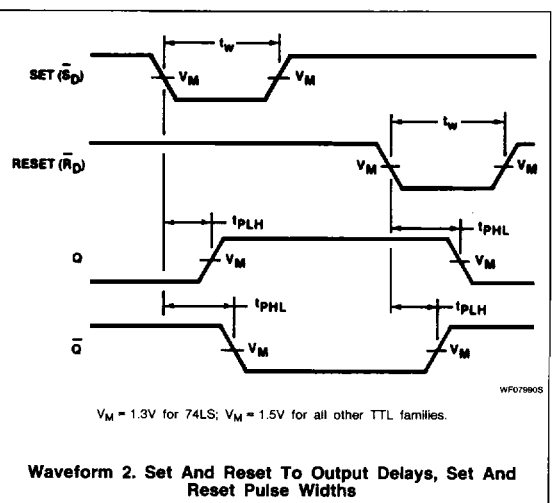 tw
SET (S̅D)
VM
VM
tw
RESET (R̅D)
VM
VM
tPLH
tPHL
Q
VM
VM
tPHL
tPLH
Q̅
VM
VM
WF07990S
VM = 1.3V for 74LS; VM = 1.5V for all other TTL families.
Waveform 2. Set And Reset To Output Delays, Set And
Reset Pulse Widths